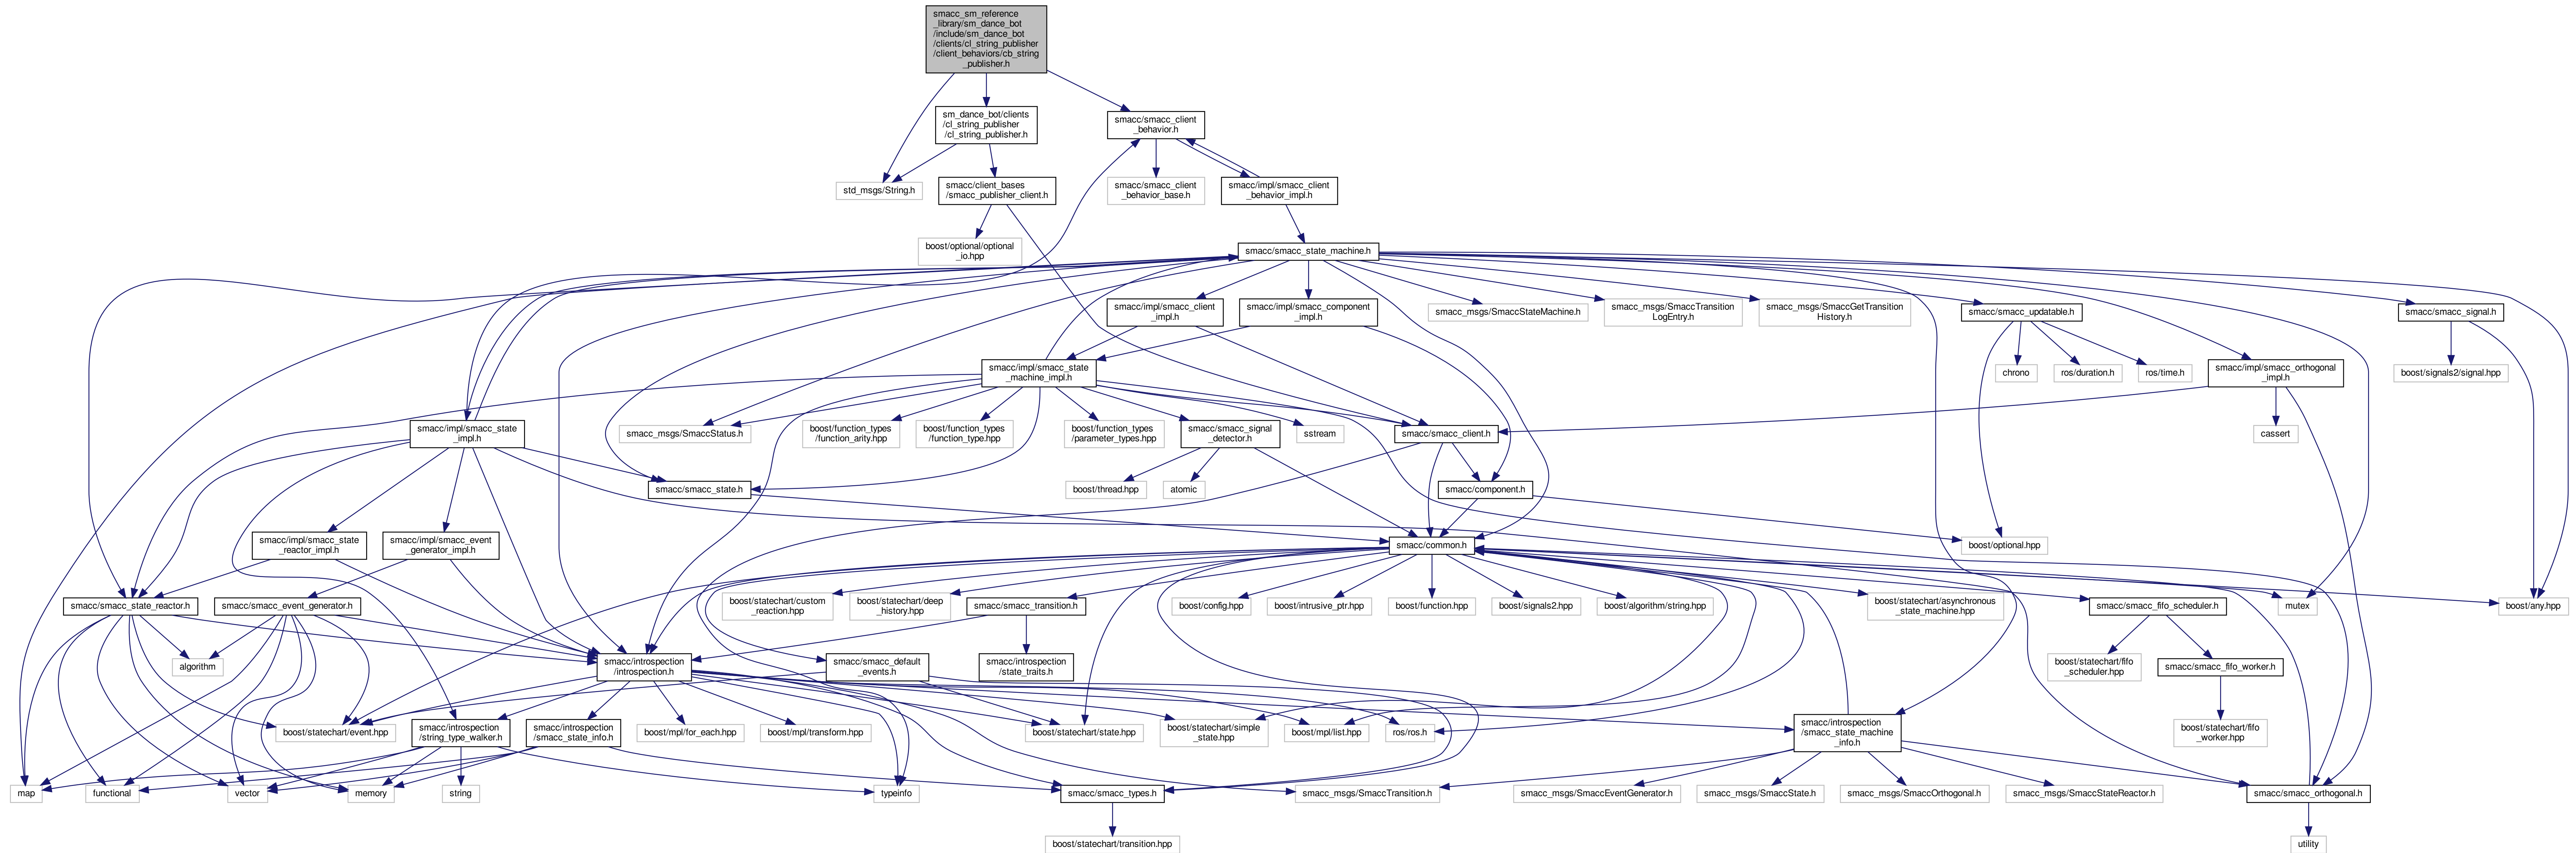 smacc_sm_reference
_library/sm_dance_bot
/include/sm_dance_bot
/clients/cl_string_publisher
/client_behaviors/cb_string
_publisher.h
sm_dance_bot/clients
/cl_string_publisher
/cl_string_publisher.h
smacc/smacc_client
_behavior.h
std_msgs/String.h
smacc/client_bases
/smacc_publisher_client.h
smacc/smacc_client
_behavior_base.h
smacc/impl/smacc_client
_behavior_impl.h
boost/optional/optional
_io.hpp
smacc/smacc_state_machine.h
smacc/impl/smacc_client
_impl.h
smacc/impl/smacc_component
_impl.h
smacc_msgs/SmaccStateMachine.h
smacc_msgs/SmaccTransition
LogEntry.h
smacc_msgs/SmaccGetTransition
History.h
smacc/smacc_updatable.h
smacc/smacc_signal.h
smacc/impl/smacc_state
_machine_impl.h
chrono
ros/duration.h
ros/time.h
smacc/impl/smacc_orthogonal
_impl.h
boost/signals2/signal.hpp
smacc/impl/smacc_state
_impl.h
smacc_msgs/SmaccStatus.h
boost/function_types
/function_arity.hpp
boost/function_types
/function_type.hpp
boost/function_types
/parameter_types.hpp
smacc/smacc_signal
_detector.h
sstream
smacc/smacc_client.h
cassert
smacc/smacc_state.h
boost/thread.hpp
atomic
smacc/component.h
smacc/impl/smacc_state
_reactor_impl.h
smacc/impl/smacc_event
_generator_impl.h
smacc/common.h
boost/optional.hpp
smacc/smacc_state_reactor.h
smacc/smacc_event_generator.h
boost/statechart/custom
_reaction.hpp
boost/statechart/deep
_history.hpp
smacc/smacc_transition.h
boost/config.hpp
boost/intrusive_ptr.hpp
boost/function.hpp
boost/signals2.hpp
boost/algorithm/string.hpp
boost/statechart/asynchronous
_state_machine.hpp
smacc/smacc_fifo_scheduler.h
mutex
boost/any.hpp
algorithm
smacc/introspection
/introspection.h
smacc/smacc_default
_events.h
smacc/introspection
/state_traits.h
boost/statechart/fifo
_scheduler.hpp
smacc/smacc_fifo_worker.h
boost/statechart/event.hpp
smacc/introspection
/string_type_walker.h
smacc/introspection
/smacc_state_info.h
boost/mpl/for_each.hpp
boost/mpl/transform.hpp
boost/statechart/state.hpp
boost/statechart/simple
_state.hpp
boost/mpl/list.hpp
ros/ros.h
smacc/introspection
/smacc_state_machine
_info.h
boost/statechart/fifo
_worker.hpp
map
functional
vector
memory
string
typeinfo
smacc/smacc_types.h
smacc_msgs/SmaccTransition.h
smacc_msgs/SmaccEventGenerator.h
smacc_msgs/SmaccState.h
smacc_msgs/SmaccOrthogonal.h
smacc_msgs/SmaccStateReactor.h
smacc/smacc_orthogonal.h
boost/statechart/transition.hpp
utility